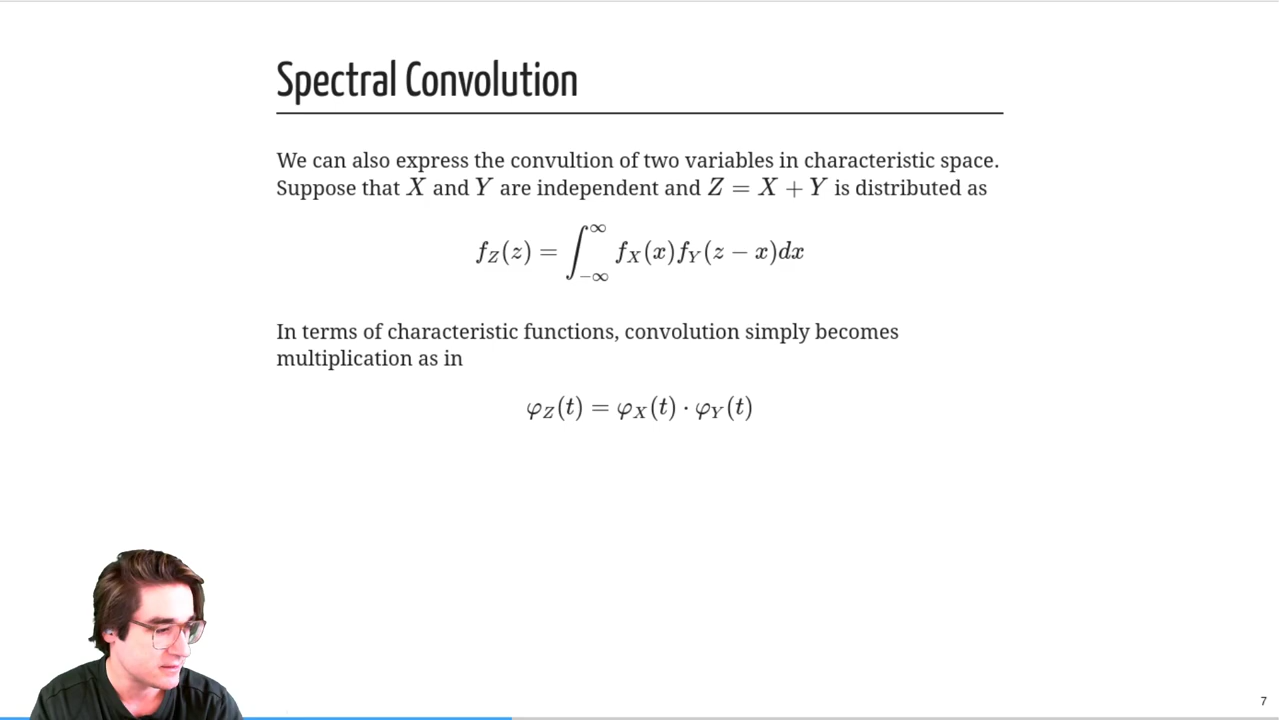 Spectral Convolution
We can also express the convultion of two variables in characteristic space.
Suppose that X and Y are independent and Z = X + Y is distributed as
f_Z(z) = ∫_{-∞}^{∞} f_X(x)f_Y(z − x)dx
In terms of characteristic functions, convolution simply becomes
multiplication as in
φ_Z(t) = φ_X(t) · φ_Y(t)
7